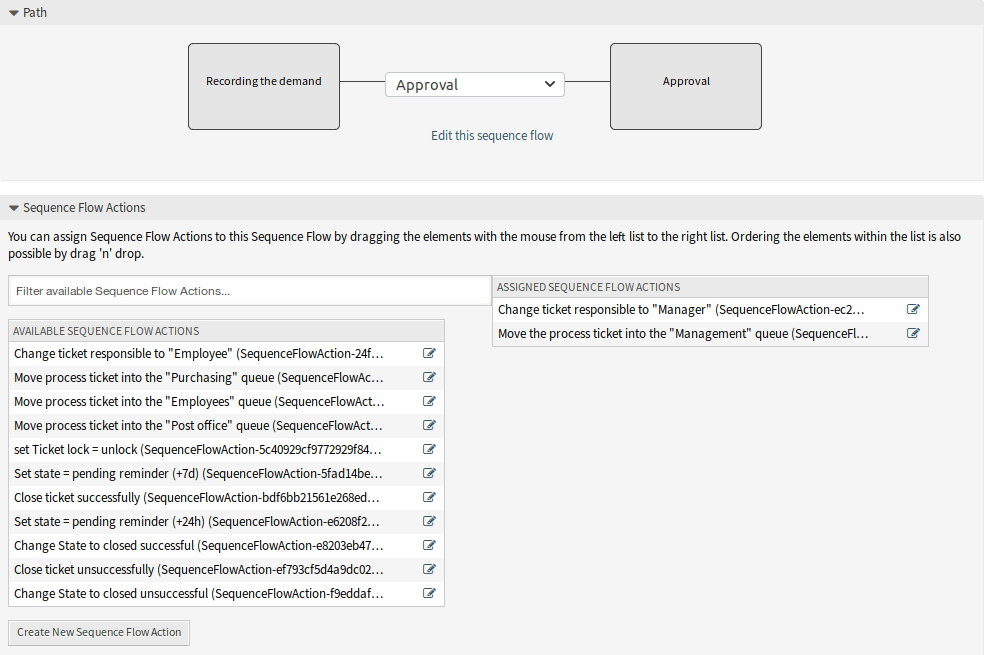 Path
Recording the demand
Approval
Approval
Edit this sequence flow
Sequence Flow Actions
You can assign Sequence Flow Actions to this Sequence Flow by dragging the elements with the mouse from the left list to the right list. Ordering the elements within the list is also
possible by drag 'n' drop.
Filter available Sequence Flow Actions...
AVAILABLE SEQUENCE FLOW ACTIONS
Change ticket responsible to "Employee" (SequenceFlowAction-24f...
Move process ticket into the "Purchasing" queue (SequenceFlowAc...
Move process ticket into the "Employees" queue (SequenceFlowAct...
Move process ticket into the "Post office" queue (SequenceFlowAct...
set Ticket lock = unlock (SequenceFlowAction-5c40929cf9772929f84...
Set state = pending reminder (+7d) (SequenceFlowAction-5fad14be...
Close ticket successfully (SequenceFlowAction-bdf6bb21561e268ed...
Set state = pending reminder (+24h) (SequenceFlowAction-e6208f2...
Change State to closed successful (SequenceFlowAction-e8203eb47...
Close ticket unsuccessfully (SequenceFlowAction-ef793cf5d4a9dc02...
Change State to closed unsuccessful (SequenceFlowAction-f9eddaf...
Create New Sequence Flow Action
ASSIGNED SEQUENCE FLOW ACTIONS
Change ticket responsible to "Manager" (SequenceFlowAction-ec2...
Move the process ticket into the "Management" queue (SequenceFl...